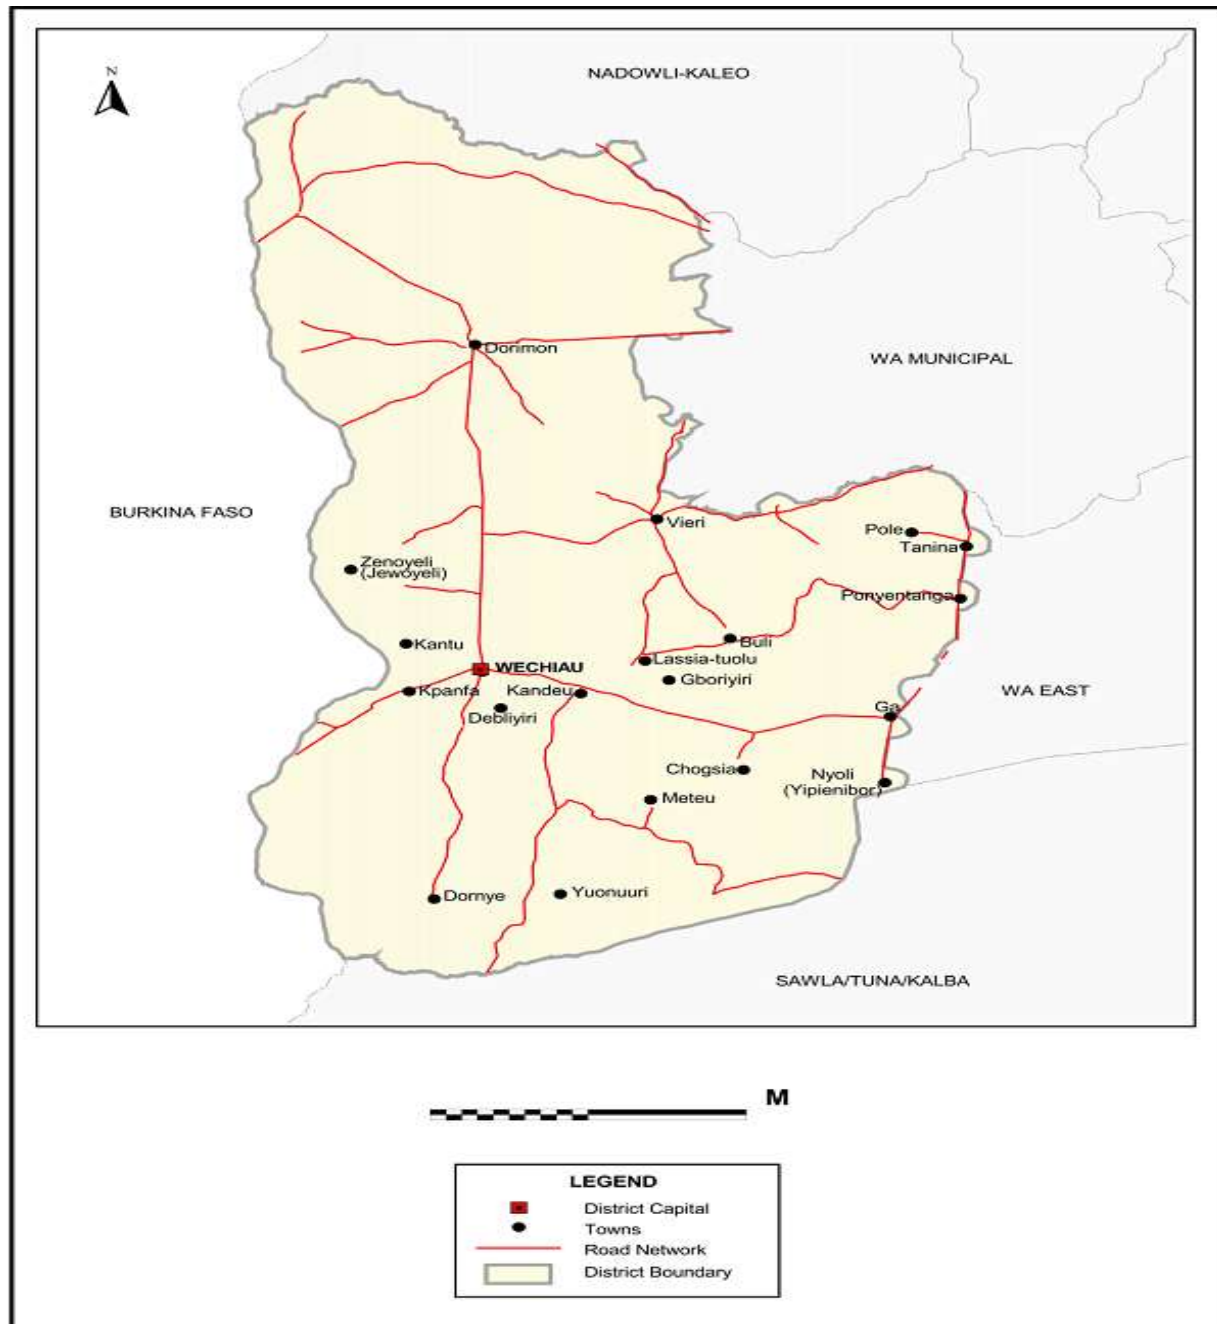 N
NADOWLI-KALEO
Dorimon
WA MUNICIPAL
BURKINA FASO
Vieri
Pole
Tanina
Zenoyeli
(Jewoyeli)
Ponyentanga
Kantu
Buli
Lassia-tuolu
WECHIAU
Gboriyiri
Kpanfa
Kandeu
WA EAST
Debliyiri
Ga
Chogsia
Nyoli
(Yipienibor)
Meteu
Dornye
Yuonuuri
SAWLA/TUNA/KALBA
M
LEGEND
District Capital
Towns
Road Network
District Boundary